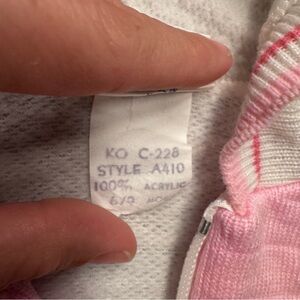 KO C-228
STYLE A410
100% ACRYLIC
6/9 MO